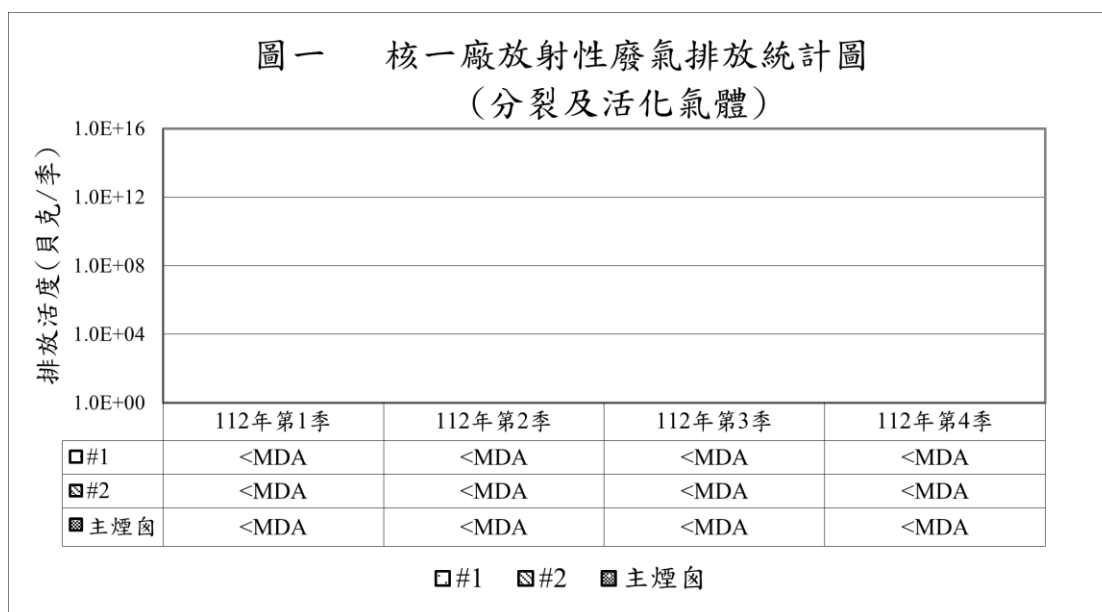 圖一 核一廠放射性廢氣排放統計圖
(分裂及活化氣體)
排放活度(貝克/季)
1.0E+16
1.0E+12
1.0E+08
1.0E+04
1.0E+00
112年第1季 112年第2季 112年第3季 112年第4季
#1 <MDA <MDA <MDA <MDA
#2 <MDA <MDA <MDA <MDA
主煙囪 <MDA <MDA <MDA <MDA
#1 #2 主煙囪